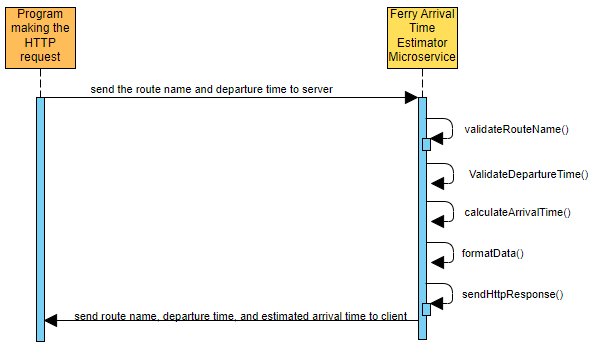 Program
making the
HTTP
request
Ferry Arrival
Time
Estimator
Microservice
send the route name and departure time to server
validateRouteName()
ValidateDepartureTime()
calculateArrivalTime()
formatData()
sendHttpResponse()
send route name, departure time, and estimated arrival time to client